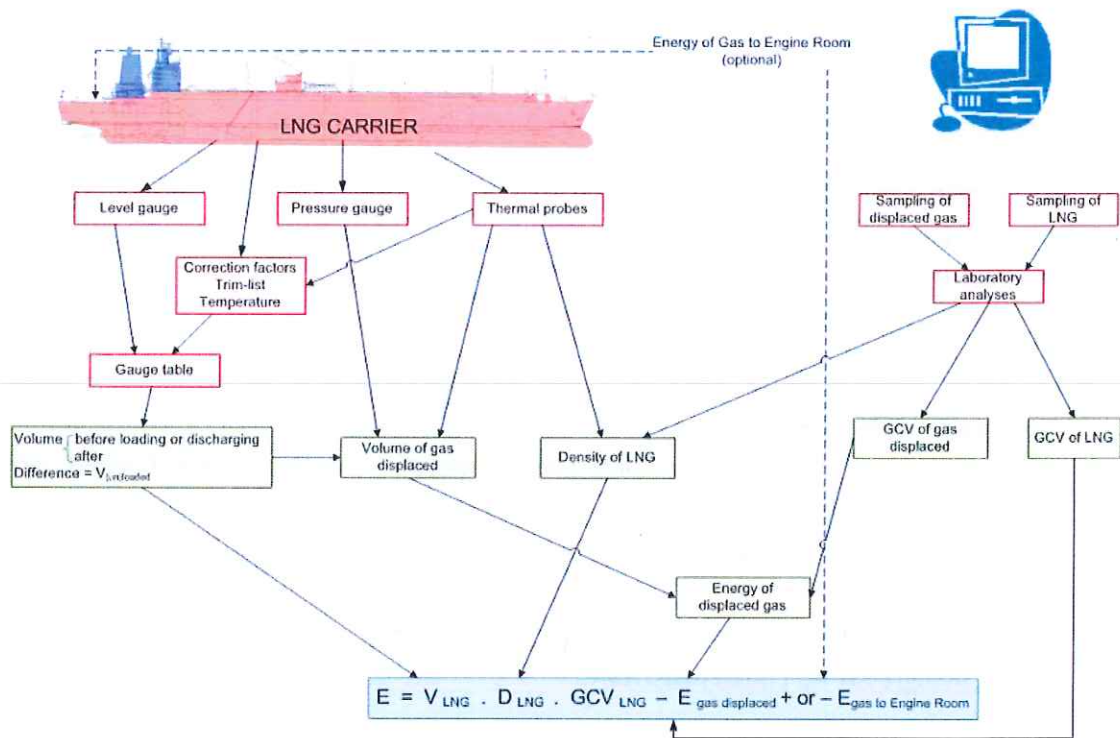 Energy of Gas to Engine Room
(optional)
LNG CARRIER
Level gauge
Pressure gauge
Thermal probes
Sampling of
displaced gas
Sampling of
LNG
Correction factors
Trim-list
Temperature
Laboratory
analyses
Gauge table
Volume { before loading or discharging
after
Difference = V
Volume of gas
displaced
Density of LNG
GCV of gas
displaced
GCV of LNG
Energy of
displaced gas
E = V LNG . D LNG . GCV LNG – E gas displaced + or – E gas to Engine Room